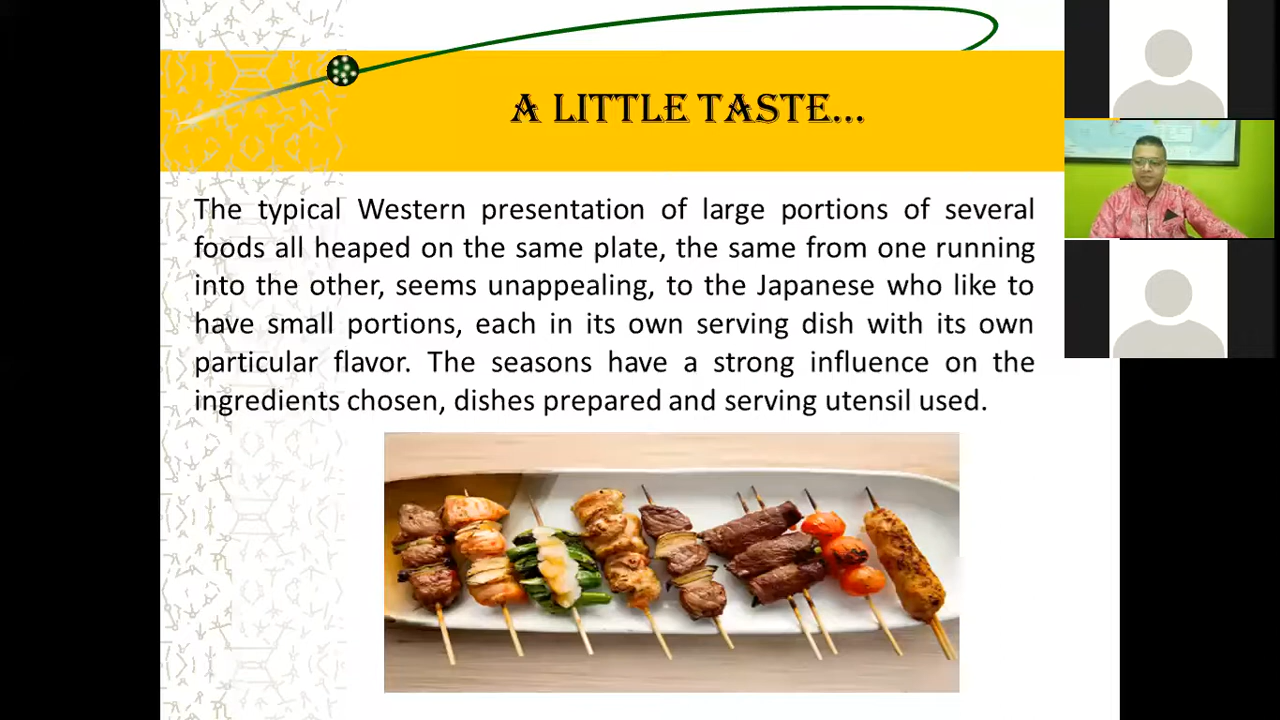 A LITTLE TASTE...
The typical Western presentation of large portions of several
foods all heaped on the same plate, the same from one running
into the other, seems unappealing, to the Japanese who like to
have small portions, each in its own serving dish with its own
particular flavor. The seasons have a strong influence on the
ingredients chosen, dishes prepared and serving utensil used.